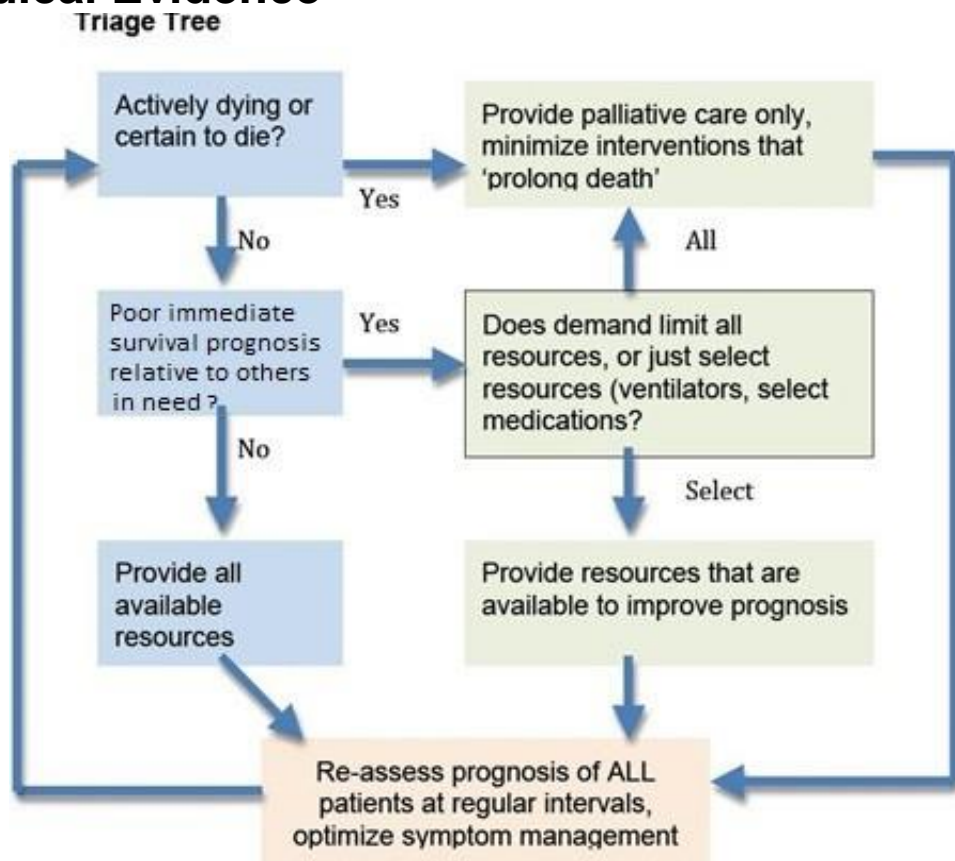 Triage Tree
Actively dying or
certain to die?
Yes
Provide palliative care only,
minimize interventions that
‘prolong death’
No
All
Poor immediate
survival prognosis
relative to others
in need ?
Yes
Does demand limit all
resources, or just select
resources (ventilators, select
medications?
No
Select
Provide all
available
resources
Provide resources that are
available to improve prognosis
Re-assess prognosis of ALL
patients at regular intervals,
optimize symptom management